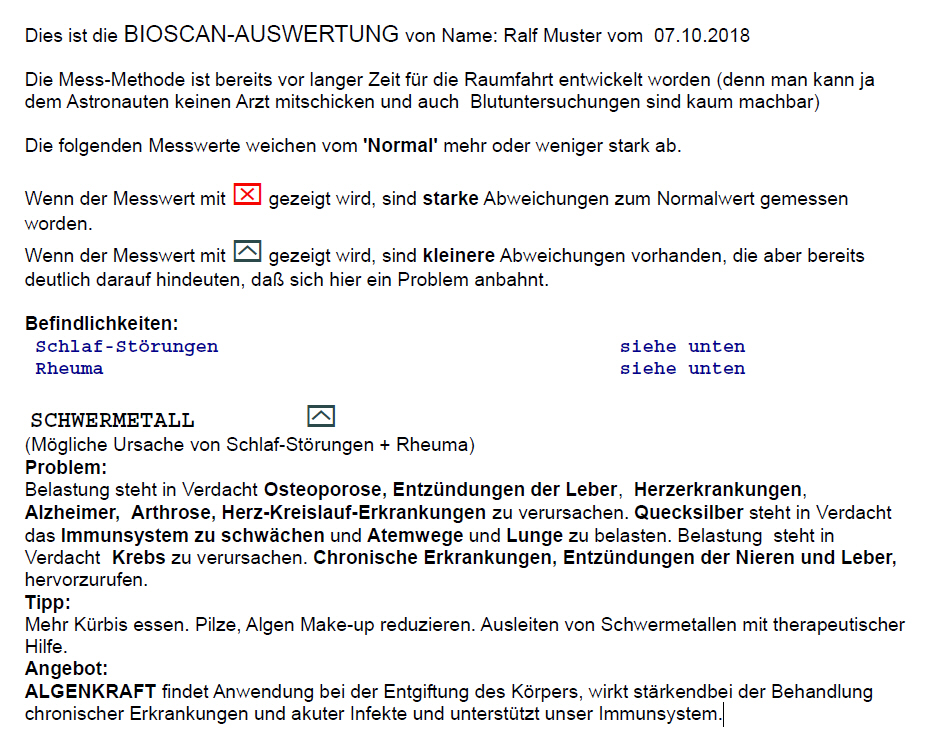 Dies ist die BIOSCAN-AUSWERTUNG von Name: Ralf Muster vom 07.10.2018
Die Mess-Methode ist bereits vor langer Zeit für die Raumfahrt entwickelt worden (denn man kann ja
dem Astronauten keinen Arzt mitschicken und auch Blutuntersuchungen sind kaum machbar)
Die folgenden Messwerte weichen vom 'Normal' mehr oder weniger stark ab.
Wenn der Messwert mit gezeigt wird, sind starke Abweichungen zum Normalwert gemessen
worden.
Wenn der Messwert mit gezeigt wird, sind kleinere Abweichungen vorhanden, die aber bereits
deutlich darauf hindeuten, daß sich hier ein Problem anbahnt.
Befindlichkeiten:
Schlaf-Störungen siehe unten
Rheuma siehe unten
SCHWERMETALL
(Mögliche Ursache von Schlaf-Störungen + Rheuma)
Problem:
Belastung steht in Verdacht Osteoporose, Entzündungen der Leber, Herzerkrankungen,
Alzheimer, Arthrose, Herz-Kreislauf-Erkrankungen zu verursachen. Quecksilber steht in Verdacht
das Immunsystem zu schwächen und Atemwege und Lunge zu belasten. Belastung steht in
Verdacht Krebs zu verursachen. Chronische Erkrankungen, Entzündungen der Nieren und Leber,
hervorzurufen.
Tipp:
Mehr Kürbis essen. Pilze, Algen Make-up reduzieren. Ausleiten von Schwermetallen mit therapeutischer
Hilfe.
Angebot:
ALGENKRAFT findet Anwendung bei der Entgiftung des Körpers, wirkt stärkendbei der Behandlung
chronischer Erkrankungen und akuter Infekte und unterstützt unser Immunsystem.